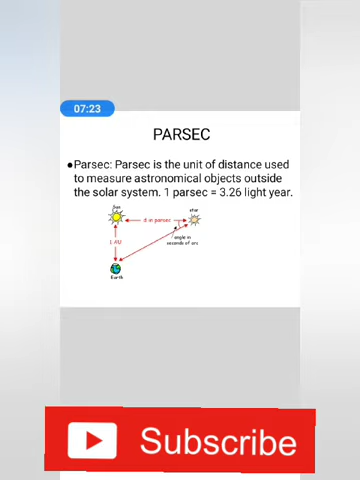 07:23
PARSEC
●Parsec: Parsec is the unit of distance used
to measure astronomical objects outside
the solar system. 1 parsec = 3.26 light year.
Sun
star
d in parsec
1 AU
angle in
seconds of arc
Earth
Subscribe